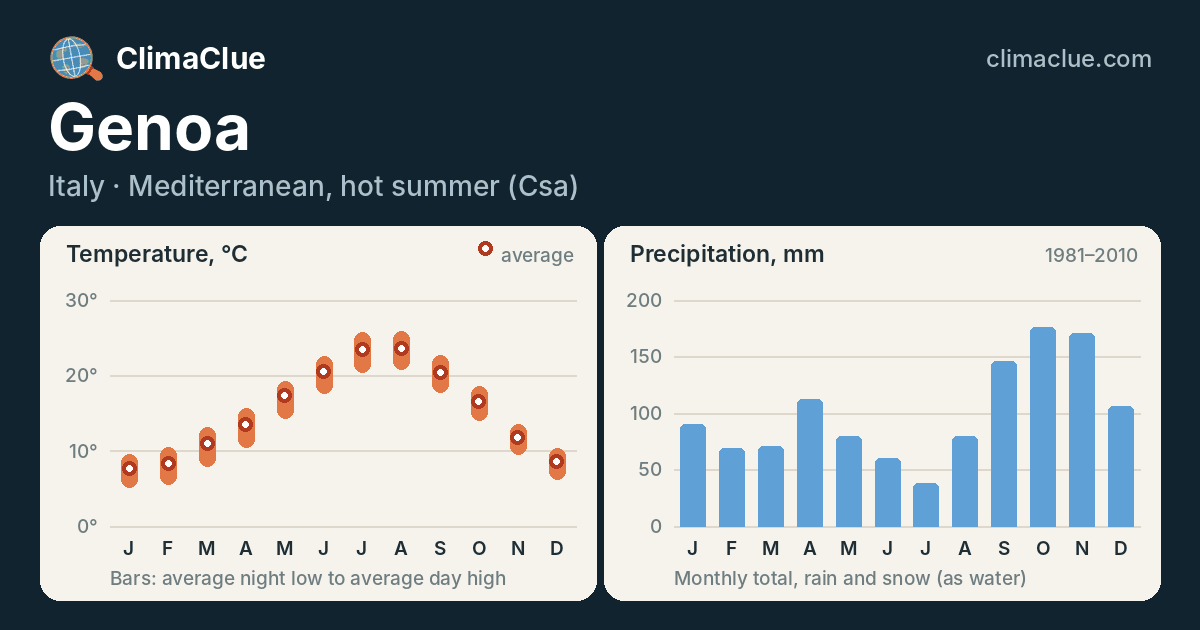 ClimaClue
climaclue.com
Genoa
Italy · Mediterranean, hot summer (Csa)
Temperature, °C
average
30°
20°
10°
0°
J F M A M J J A S O N D
Bars: average night low to average day high
Precipitation, mm
1981–2010
200
150
100
50
0
J F M A M J J A S O N D
Monthly total, rain and snow (as water)